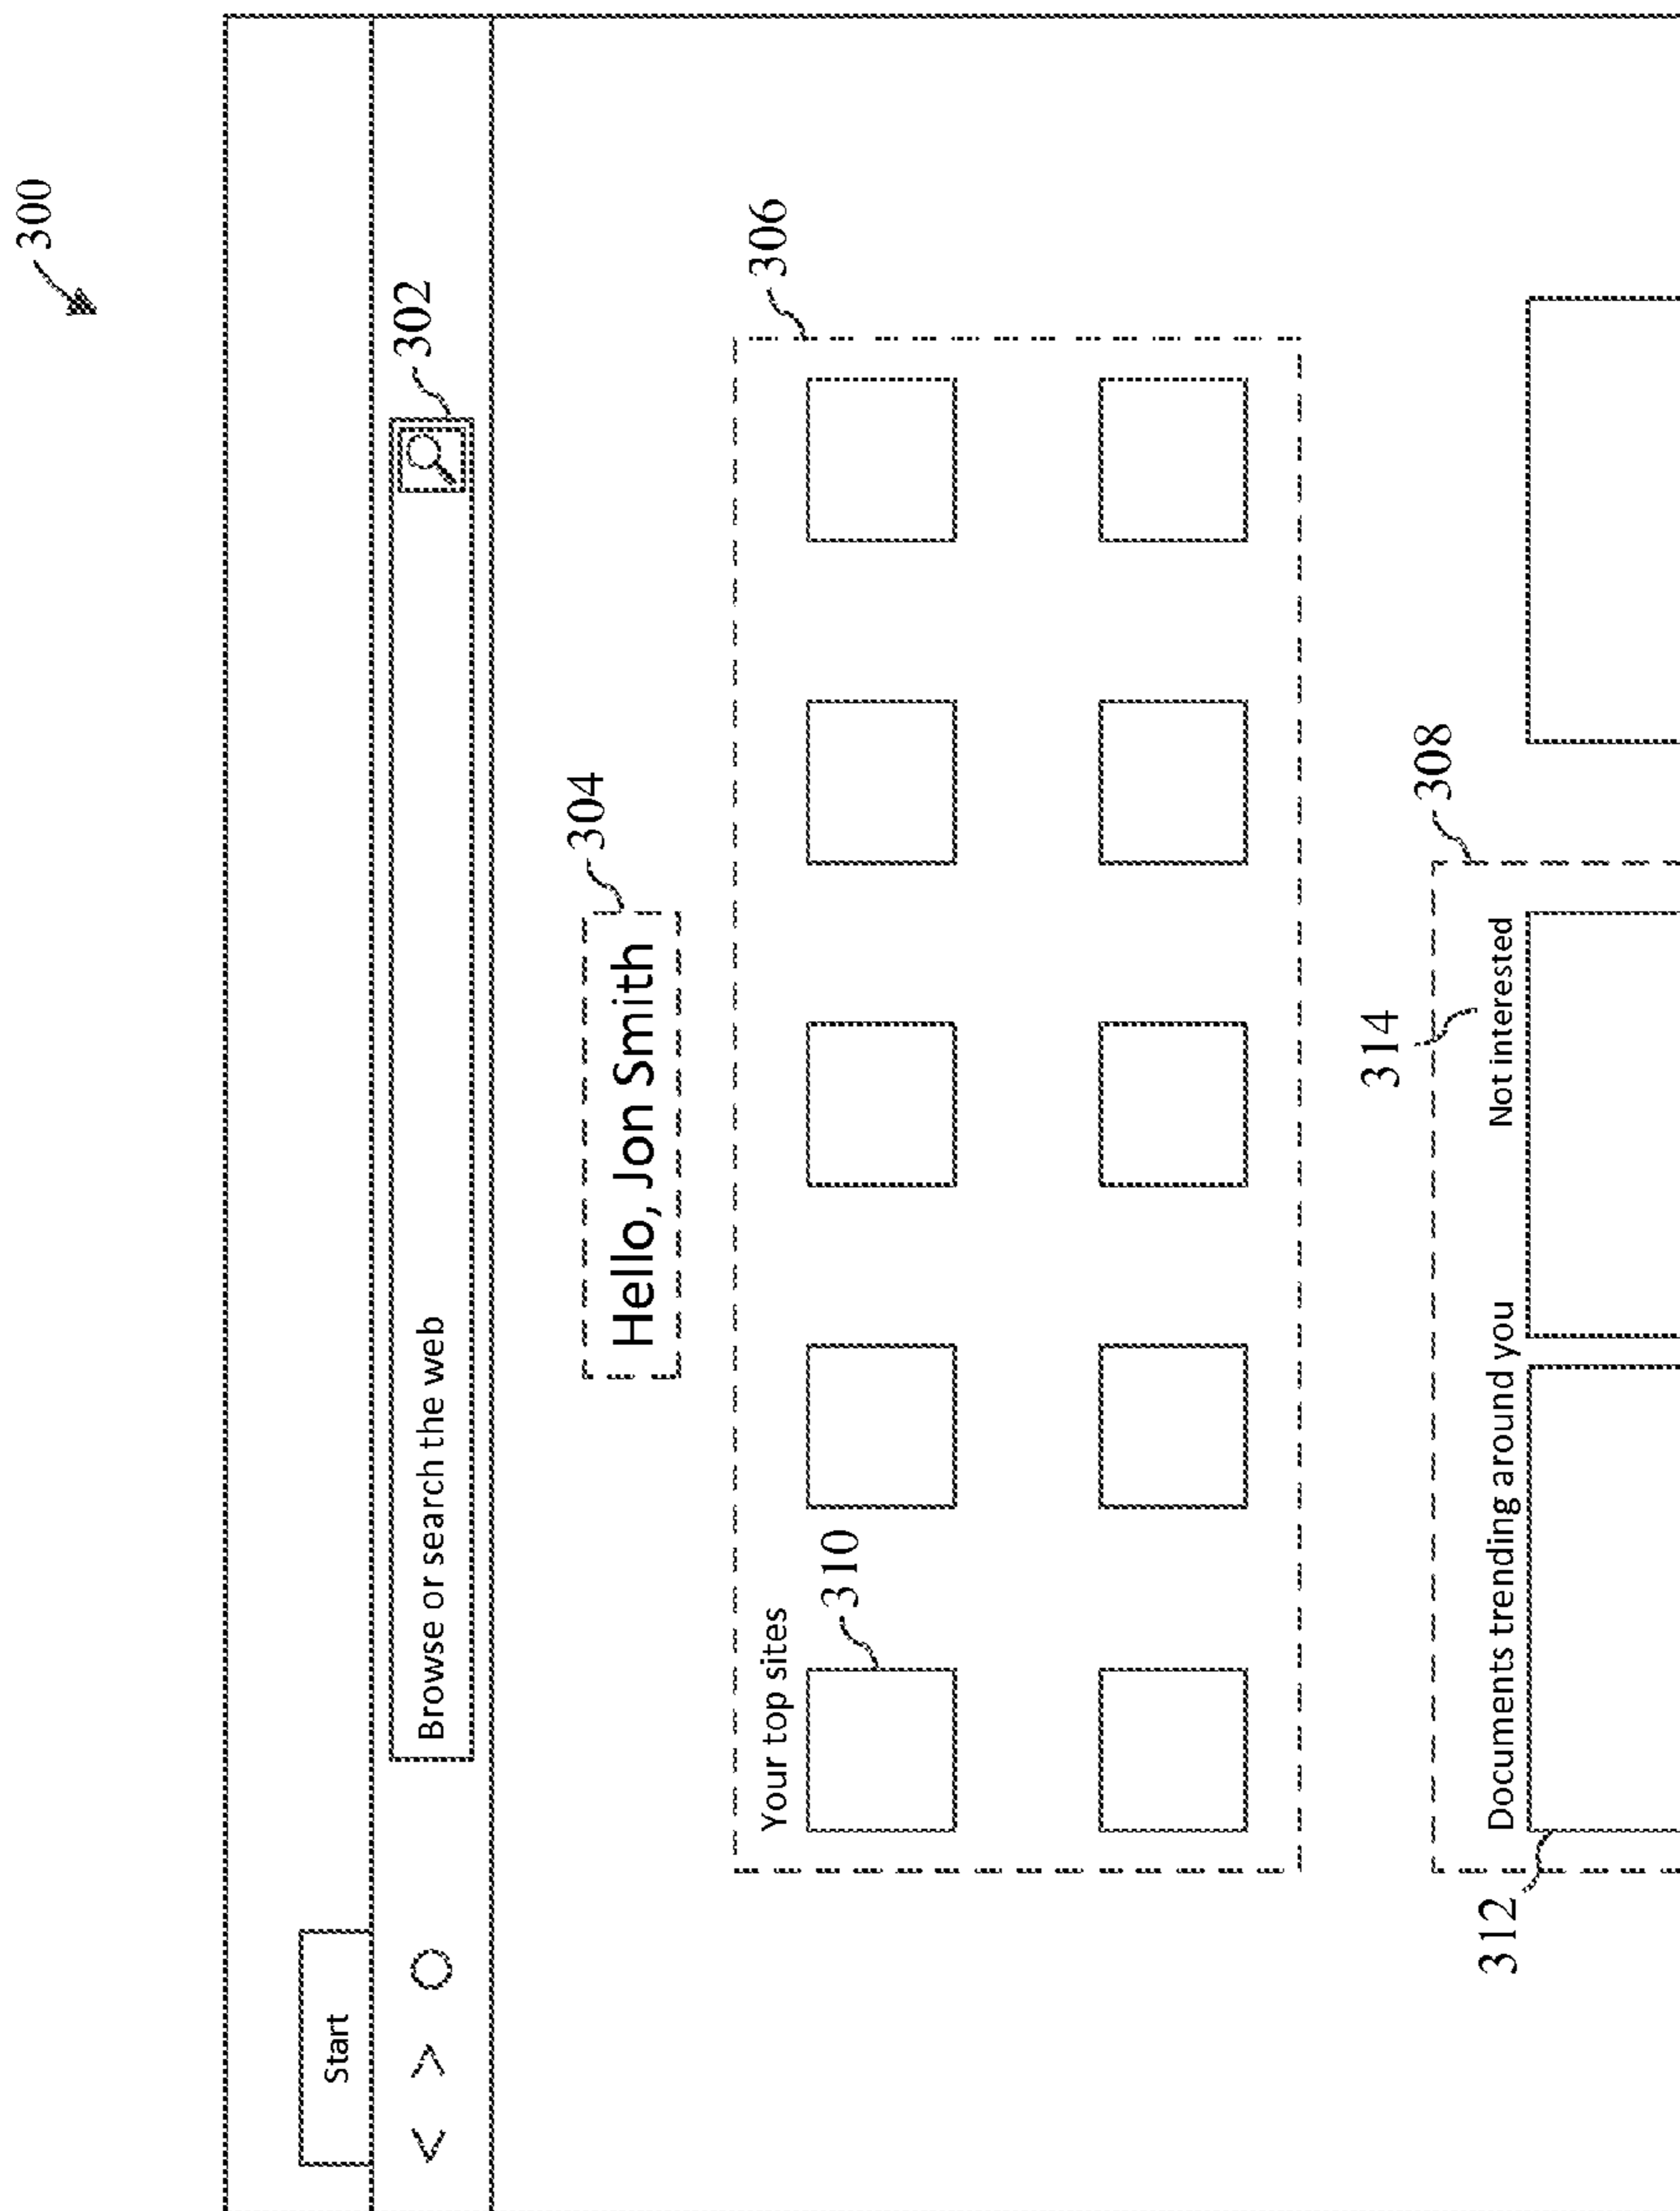 300
Start
< > O
Browse or search the web
302
Hello, Jon Smith
304
306
Your top sites
310
308
314
Documents trending around you
Not interested
312